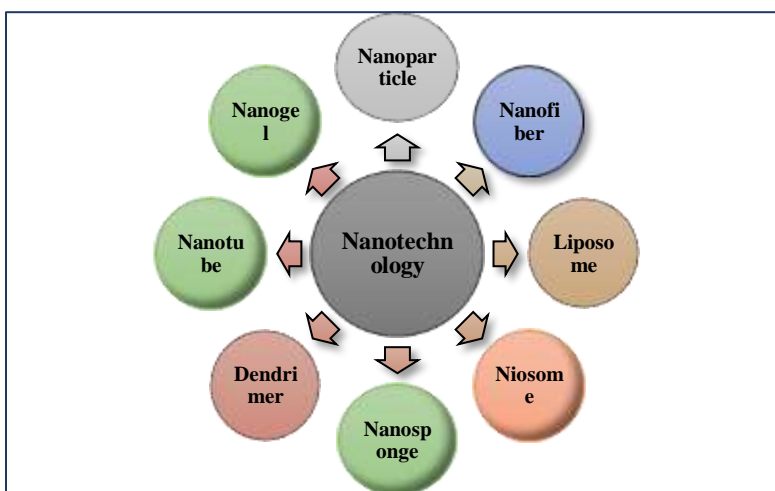 Nanopar
ticle
Nanofi
ber
Liposo
me
Niosom
e
Nanosp
onge
Dendri
mer
Nanotu
be
Nanoge
l
Nanotechn
ology